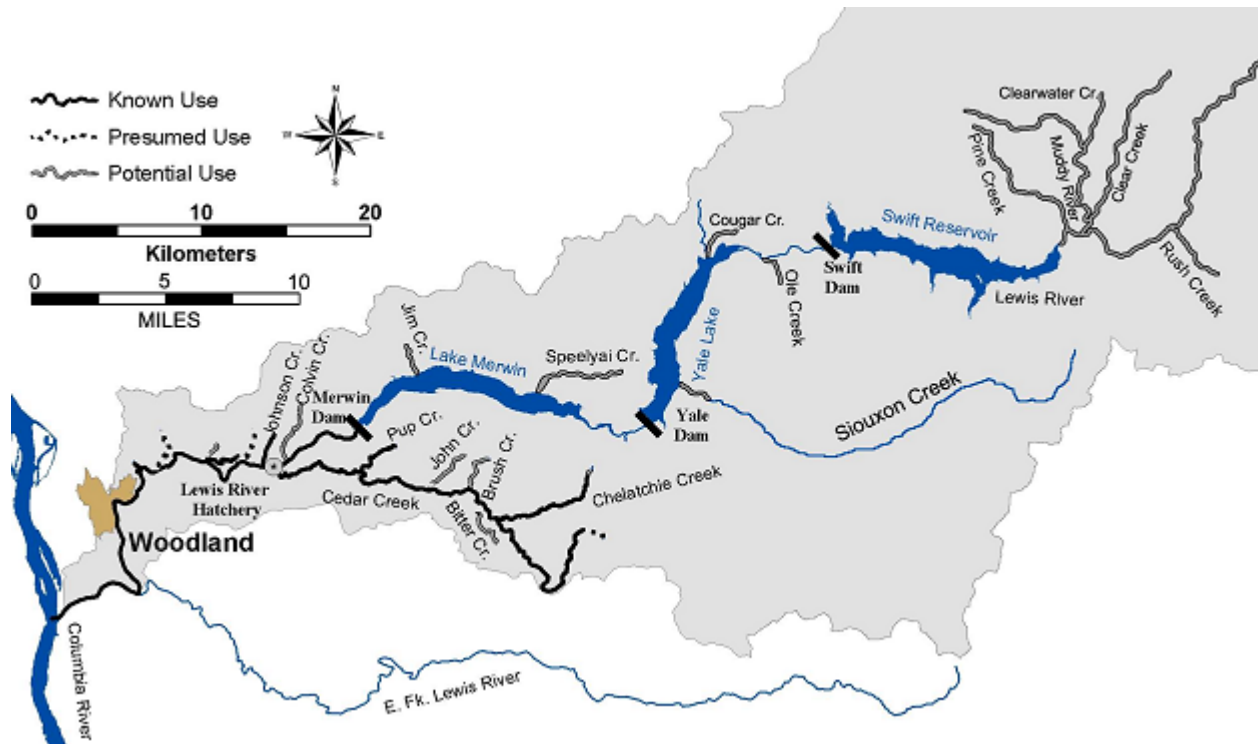 Known Use
Presumed Use
Potential Use
N
W
E
S
0 10 20
Kilometers
0 5 10
MILES
Clearwater Cr.
Pine Creek
Muddy River
Clear Creek
Rush Creek
Cougar Cr.
Swift Reservoir
Swift
Dam
Ole Creek
Lewis River
Jim Cr.
Lake Merwin
Speelyai Cr.
Yale Lake
Johnson Cr.
Colvin Cr.
Merwin
Dam
Yale
Dam
Siouxon Creek
Pup Cr.
John Cr.
Brush Cr.
Lewis River
Hatchery
Cedar Creek
Bitter Cr.
Chelatchie Creek
Woodland
Columbia River
E. Fk. Lewis River